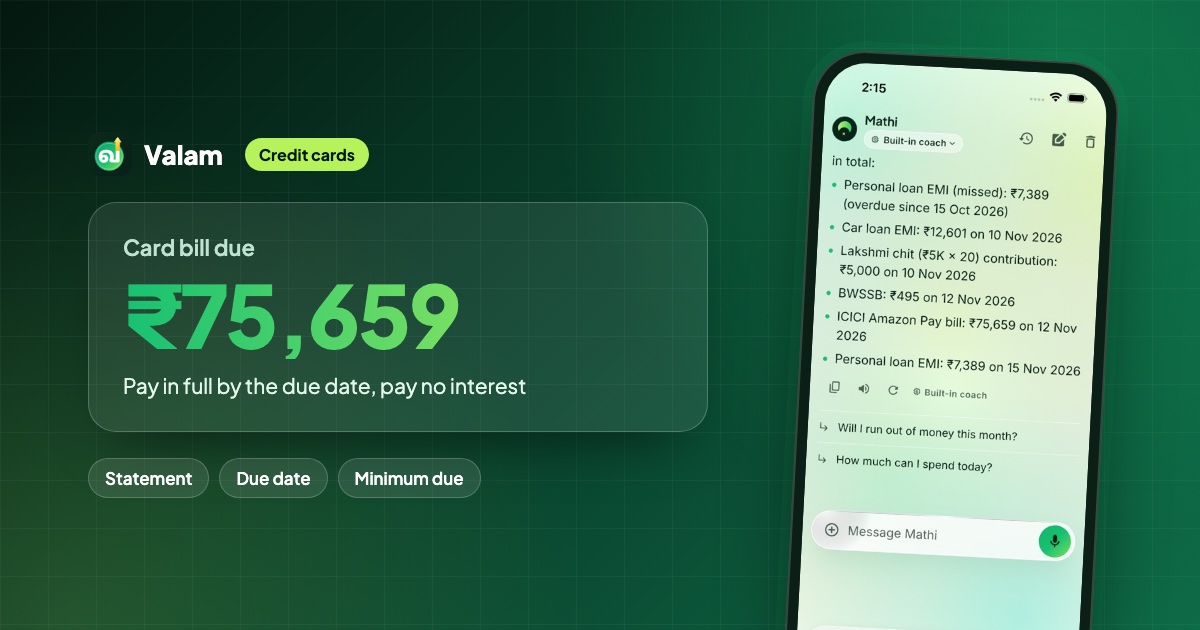 வ
Valam
Credit cards
Card bill due
₹75,659
Pay in full by the due date, pay no interest
Statement
Due date
Minimum due
2:15
Mathi
Built-in coach
in total:
Personal loan EMI (missed): ₹7,389
(overdue since 15 Oct 2026)
Car loan EMI: ₹12,601 on 10 Nov 2026
Lakshmi chit (₹5K × 20) contribution:
₹5,000 on 10 Nov 2026
BWSSB: ₹495 on 12 Nov 2026
ICICI Amazon Pay bill: ₹75,659 on 12 Nov
2026
Personal loan EMI: ₹7,389 on 15 Nov 2026
Built-in coach
Will I run out of money this month?
How much can I spend today?
Message Mathi